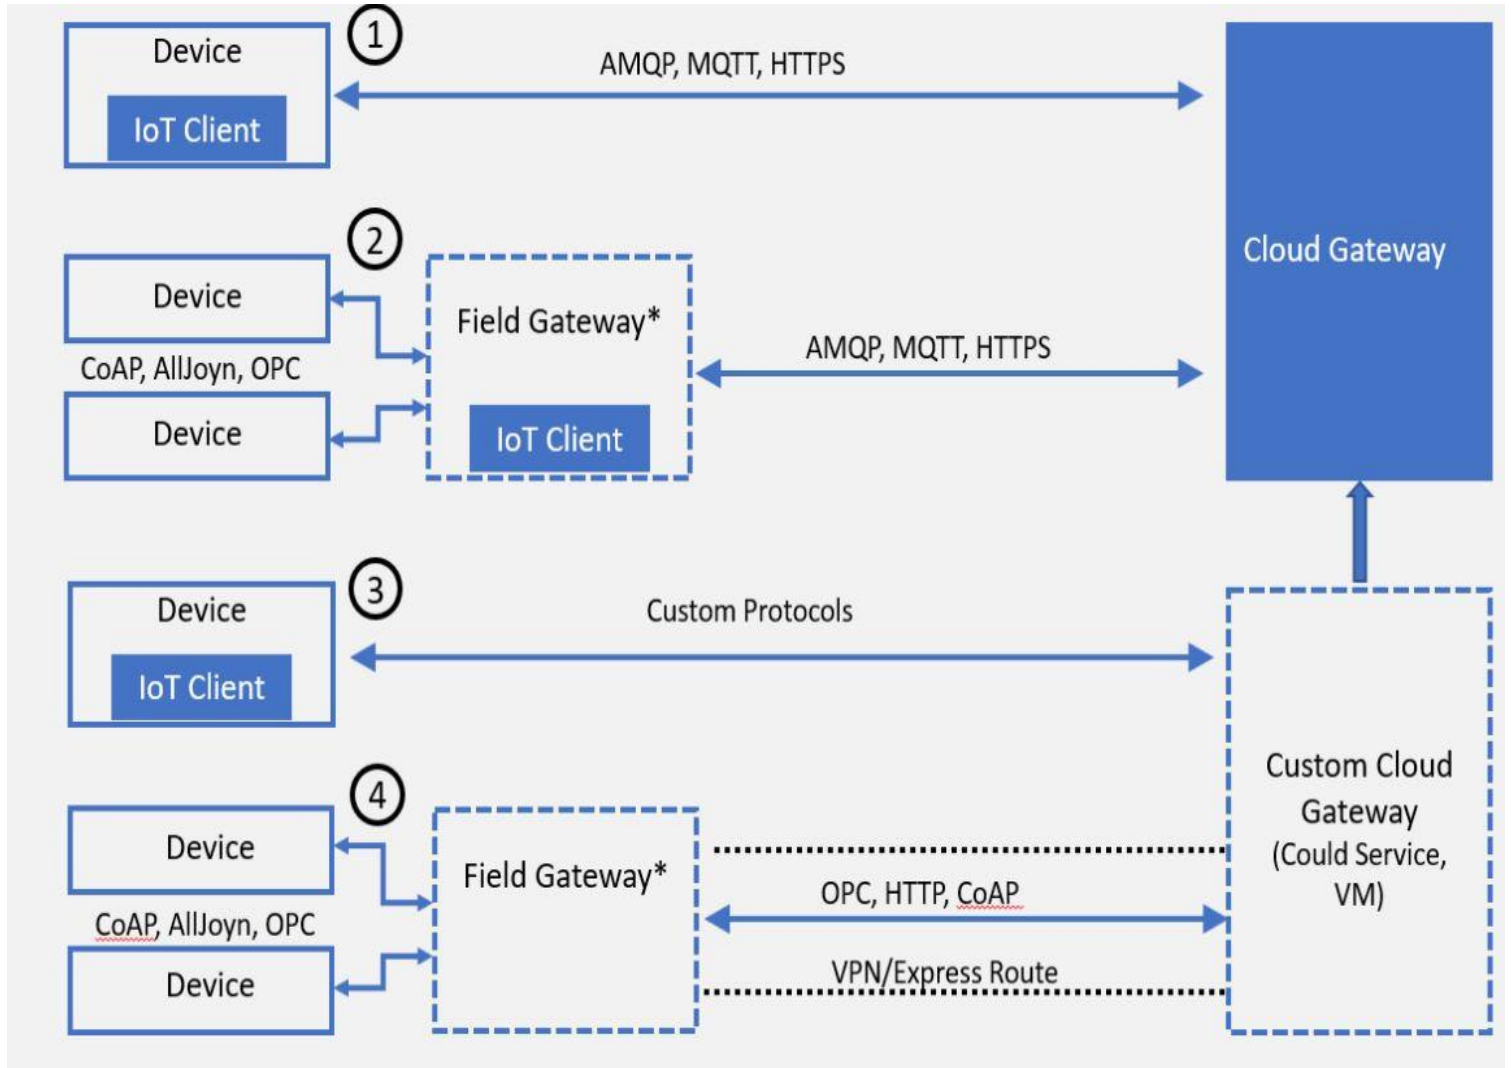 1
Device
IoT Client
AMQP, MQTT, HTTPS
Cloud Gateway
2
Device
CoAP, AllJoyn, OPC
Device
Field Gateway*
IoT Client
AMQP, MQTT, HTTPS
3
Device
IoT Client
Custom Protocols
4
Device
CoAP, AllJoyn, OPC
Device
Field Gateway*
OPC, HTTP, CoAP
VPN/Express Route
Custom Cloud
Gateway
(Could Service,
VM)